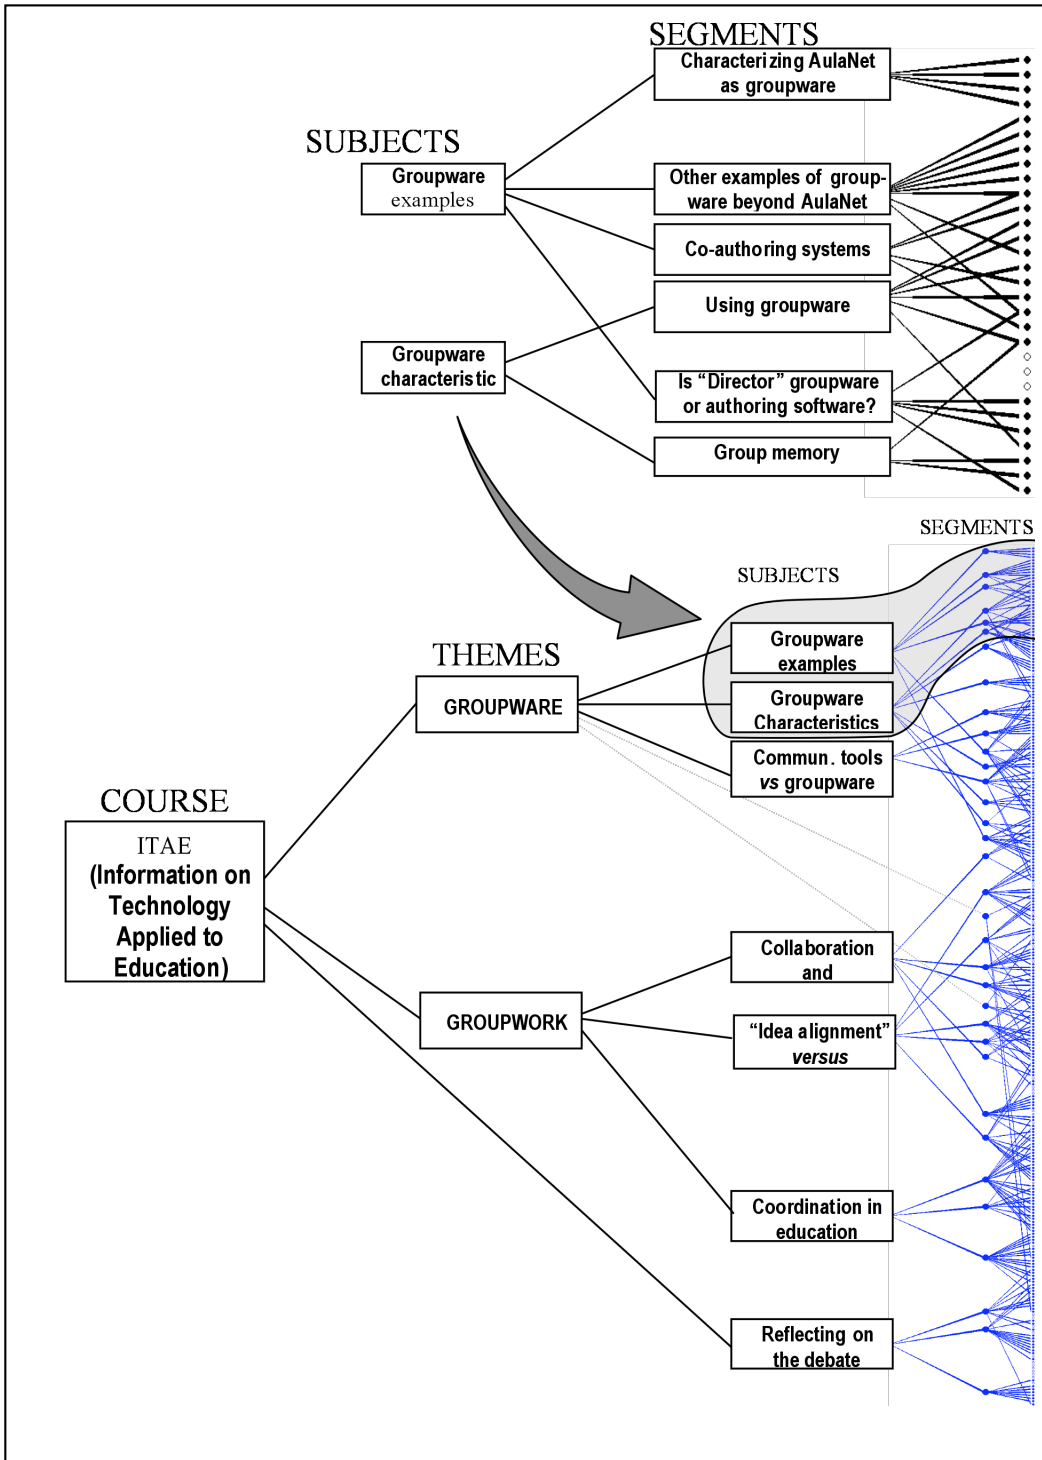 SEGMENTS
Characterizing AulaNet
as groupware
SUBJECTS
Groupware
examples
Other examples of group-
ware beyond AulaNet
Co-authoring systems
Using groupware
Groupware
characteristic
Is “Director” groupware
or authoring software?
Group memory
SEGMENTS
SUBJECTS
Groupware
examples
THEMES
GROUPWARE
Groupware
Characteristics
Commun. tools
vs groupware
COURSE
ITAE
(Information on
Technology
Applied to
Education)
Collaboration
and
GROUPWORK
“Idea alignment”
versus
Coordination in
education
Reflecting on
the debate